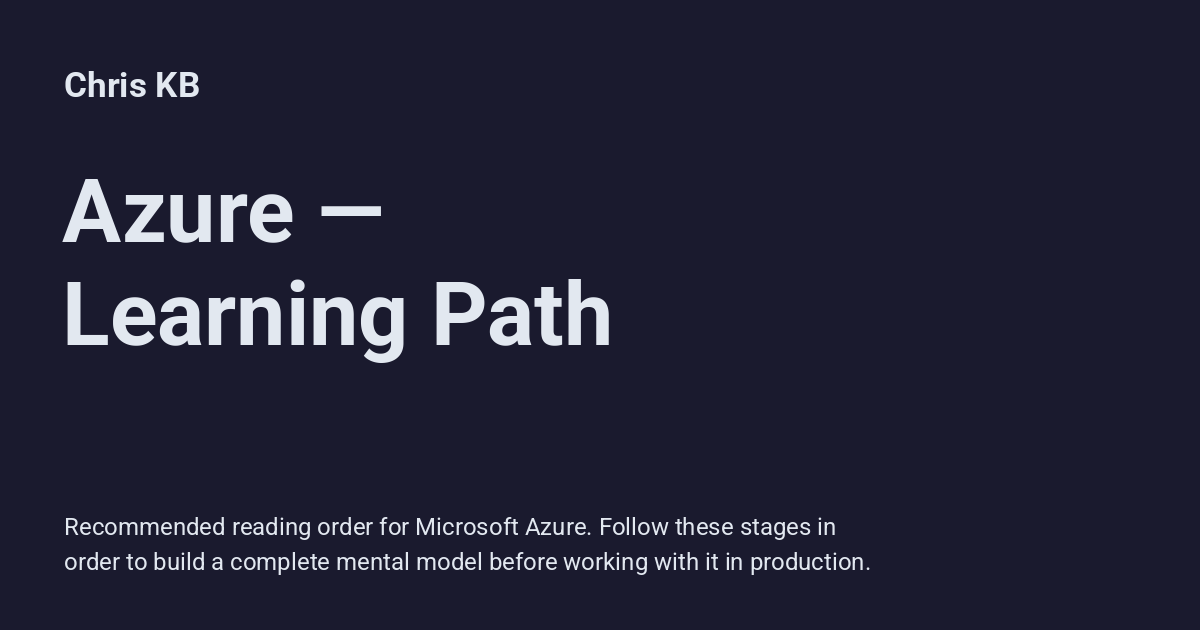 Chris KB
Azure —
Learning Path
Recommended reading order for Microsoft Azure. Follow these stages in
order to build a complete mental model before working with it in production.